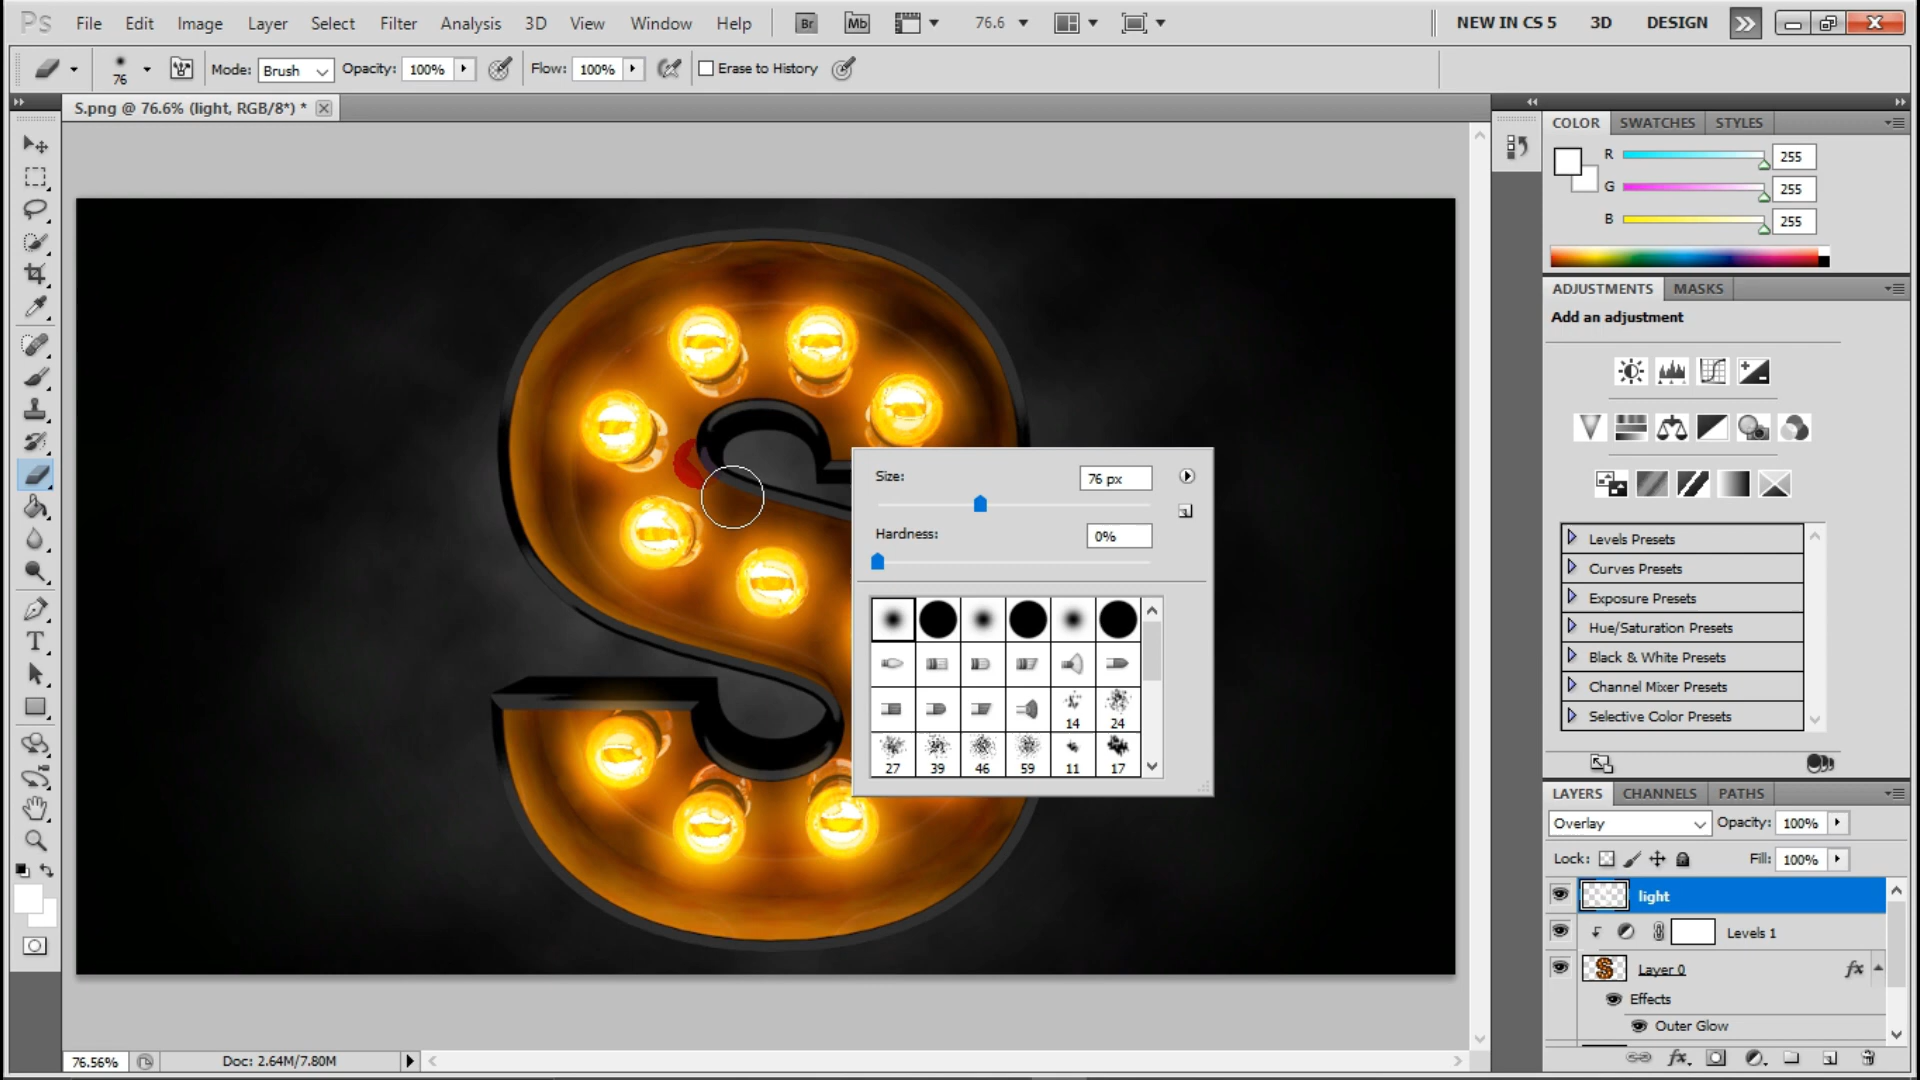 Ps File Edit Image Layer Select Filter Analysis 3D View Window Help Br Mb 76.6 NEW IN CS 5 3D DESIGN
76 Mode: Brush Opacity: 100% Flow: 100% Erase to History
S.png @ 76.6% (light, RGB/8*) *
COLOR SWATCHES STYLES
R 255
G 189
B 221
ADJUSTMENTS MASKS
Add an adjustment
Size: 76 px
Hardness: 0%
14 24
27 39 46 59 11 17
Levels Presets
Curves Presets
Exposure Presets
Hue/Saturation Presets
Black & White Presets
Channel Mixer Presets
Selective Color Presets
LAYERS CHANNELS PATHS
Overlay Opacity: 100%
Lock: Fill: 100%
light
Levels 1
Layer 0 fx
Effects
Outer Glow
76.56% Doc: 2.64M/7.80M
fx